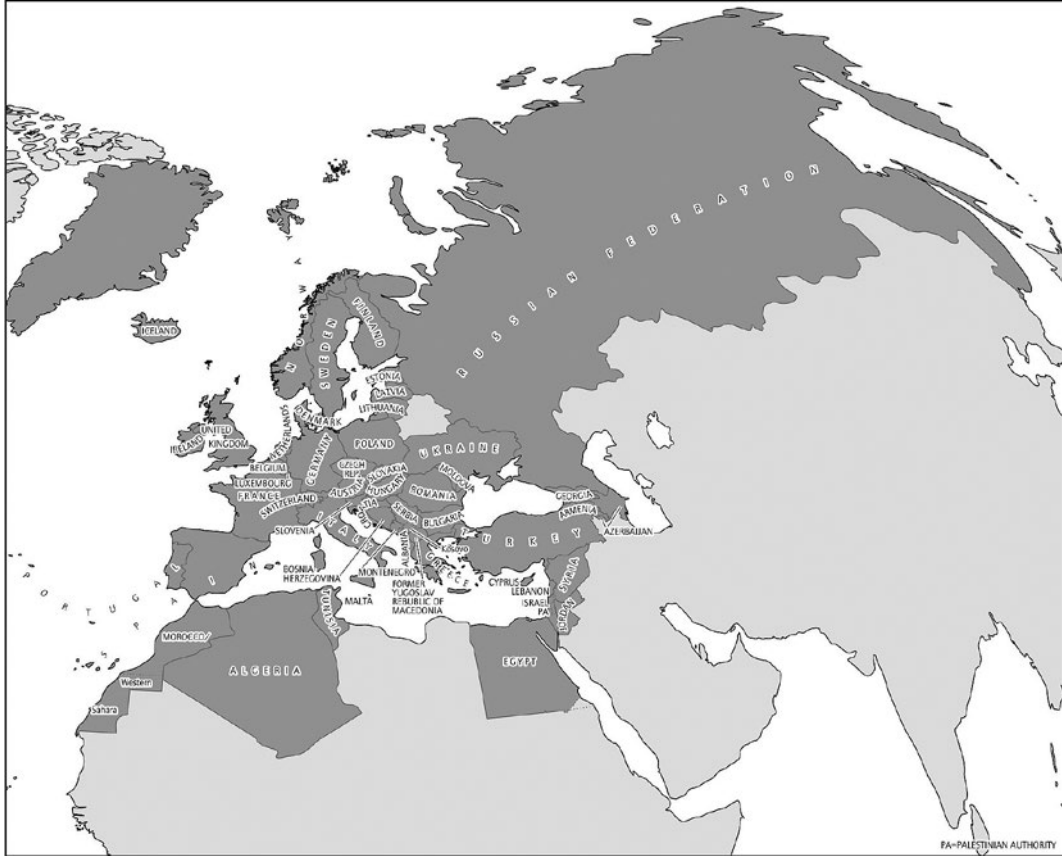 RUSSIAN FEDERATION
ICELAND
NORWAY
SWEDEN
FINLAND
ESTONIA
LATVIA
LITHUANIA
DENMARK
UNITED
KINGDOM
IRELAND
NETHERLANDS
BELGIUM
LUXEMBOURG
FRANCE
GERMANY
POLAND
CZECH
REP.
SLOVAKIA
AUSTRIA
HUNGARY
SWITZERLAND
UKRAINE
MOLDOVA
ROMANIA
SLOVENIA
CROATIA
SERBIA
BULGARIA
ITALY
BOSNIA
HERZEGOVINA
ALBANIA
Kosovo
MONTENEGRO
FORMER
YUGOSLAV
REPUBLIC OF
MACEDONIA
GREECE
TURKEY
GEORGIA
ARMENIA
AZERBAIJAN
PORTUGAL
SPAIN
MALTA
CYPRUS
LEBANON
ISRAEL
PA
SYRIA
JORDAN
TUNISIA
MOROCCO/
Western
Sahara
ALGERIA
EGYPT
PA=PALESTINIAN AUTHORITY